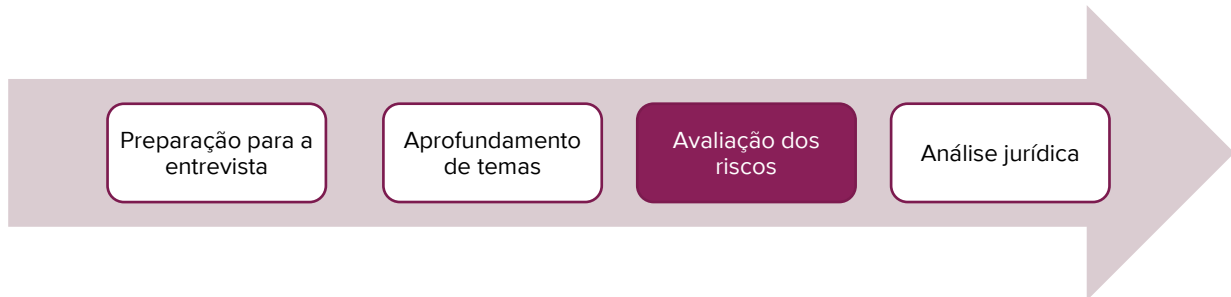 Preparação para a
entrevista
Aprofundamento
de temas
Avaliação dos
riscos
Análise jurídica